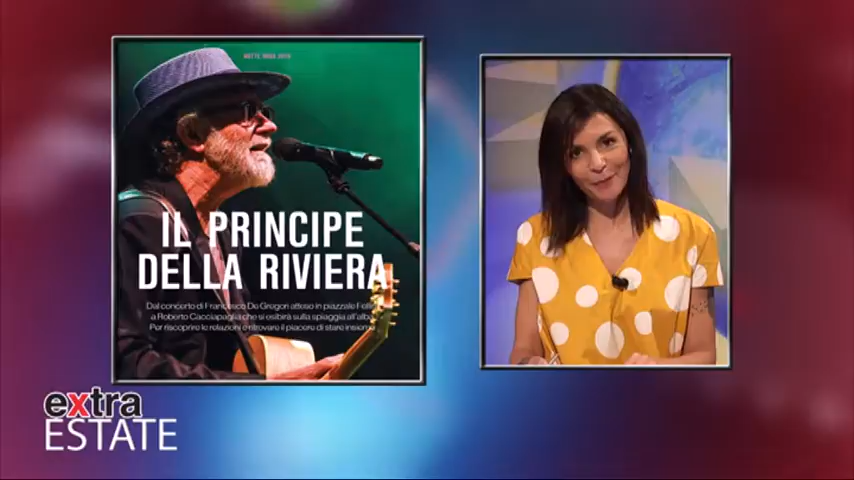 NOTTE ROSA 2019
IL PRINCIPE
DELLA RIVIERA
Dal concerto di Francesco De Gregori atteso in piazzale Fellini
a Roberto Cacciapaglia che si esibirà sulla spiaggia all'alba.
Per riscoprire le relazioni e ritrovare il piacere di stare insieme
extra
ESTATE